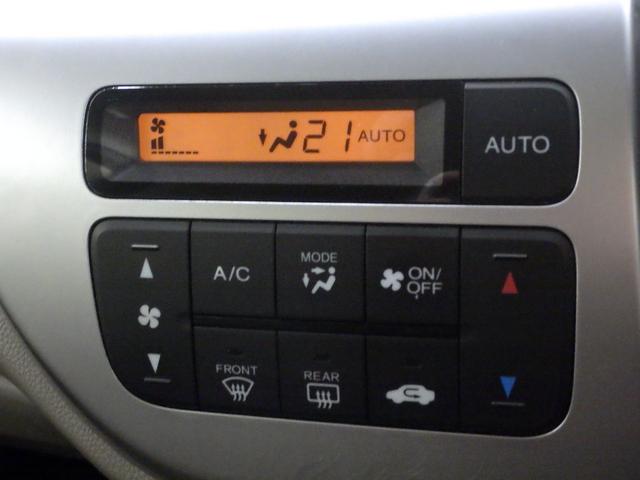 21 AUTO
AUTO
A/C
MODE
ON/
OFF
FRONT
REAR